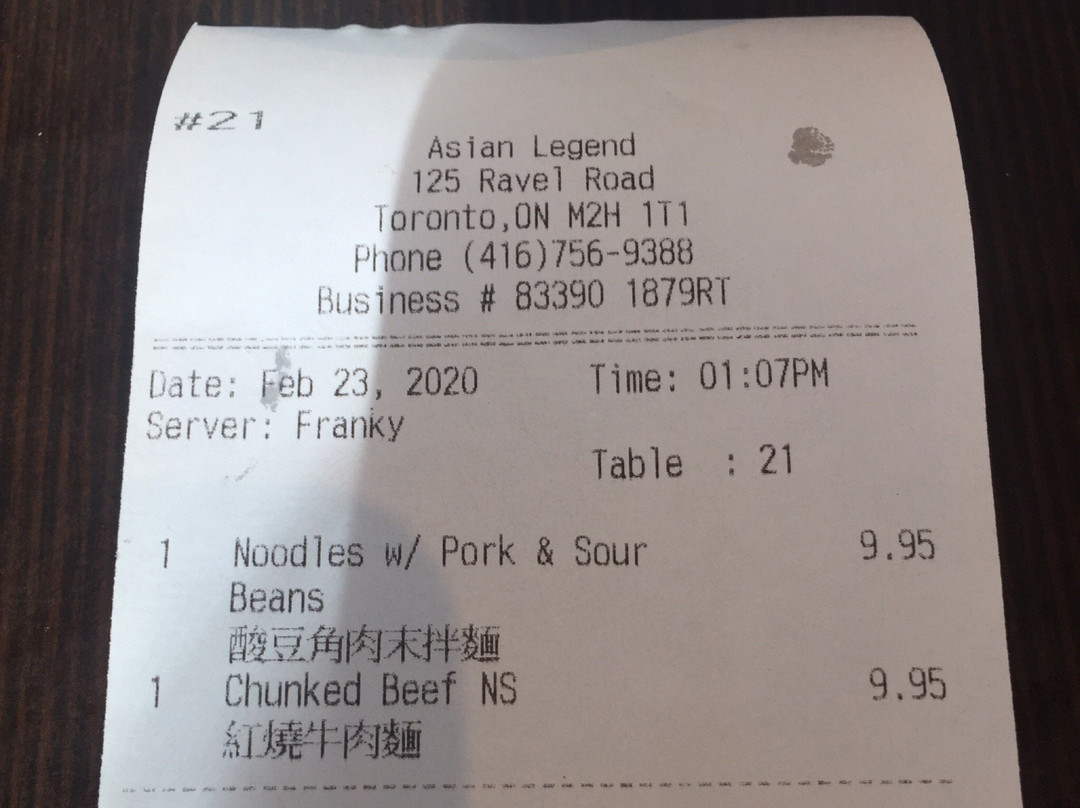 #21
Asian Legend
125 Ravel Road
Toronto,ON M2H 1T1
Phone (416)756-9388
Business # 83390 1879RT
Date: Feb 23, 2020 Time: 01:07PM
Server: Franky
Table : 21
1 Noodles w/ Pork & Sour 9.95
Beans
酸豆角肉末拌麵
1 Chunked Beef NS 9.95
紅燒牛肉麵